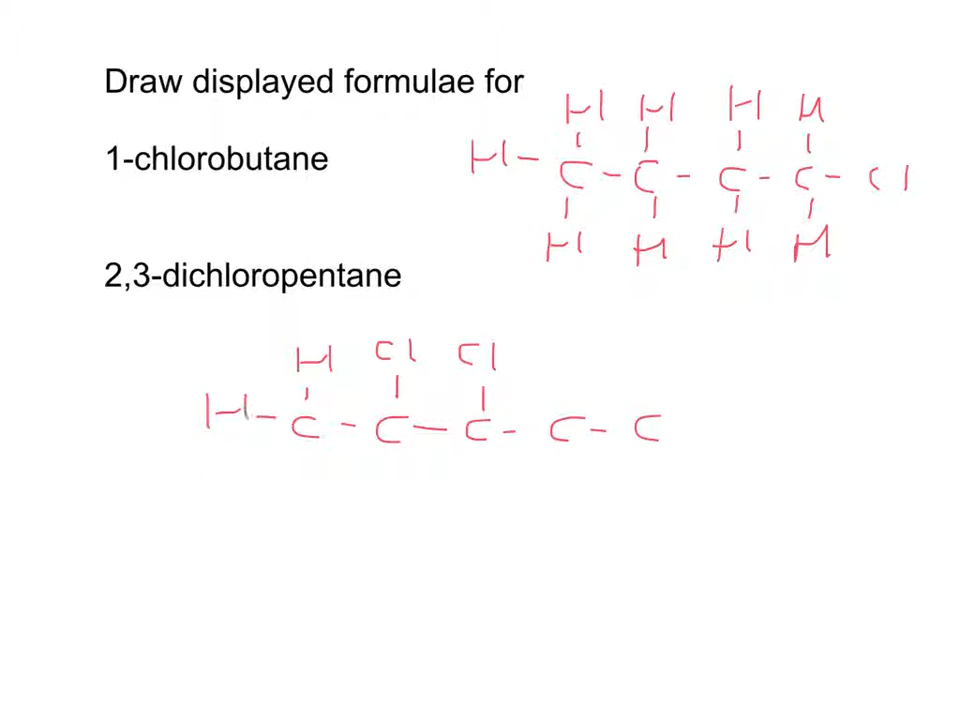 Draw displayed formulae for
H H H H
1-chlorobutane
H - C - C - C - C - Cl
H H H H
2,3-dichloropentane
H Cl Cl
H - C - C - C - C - C